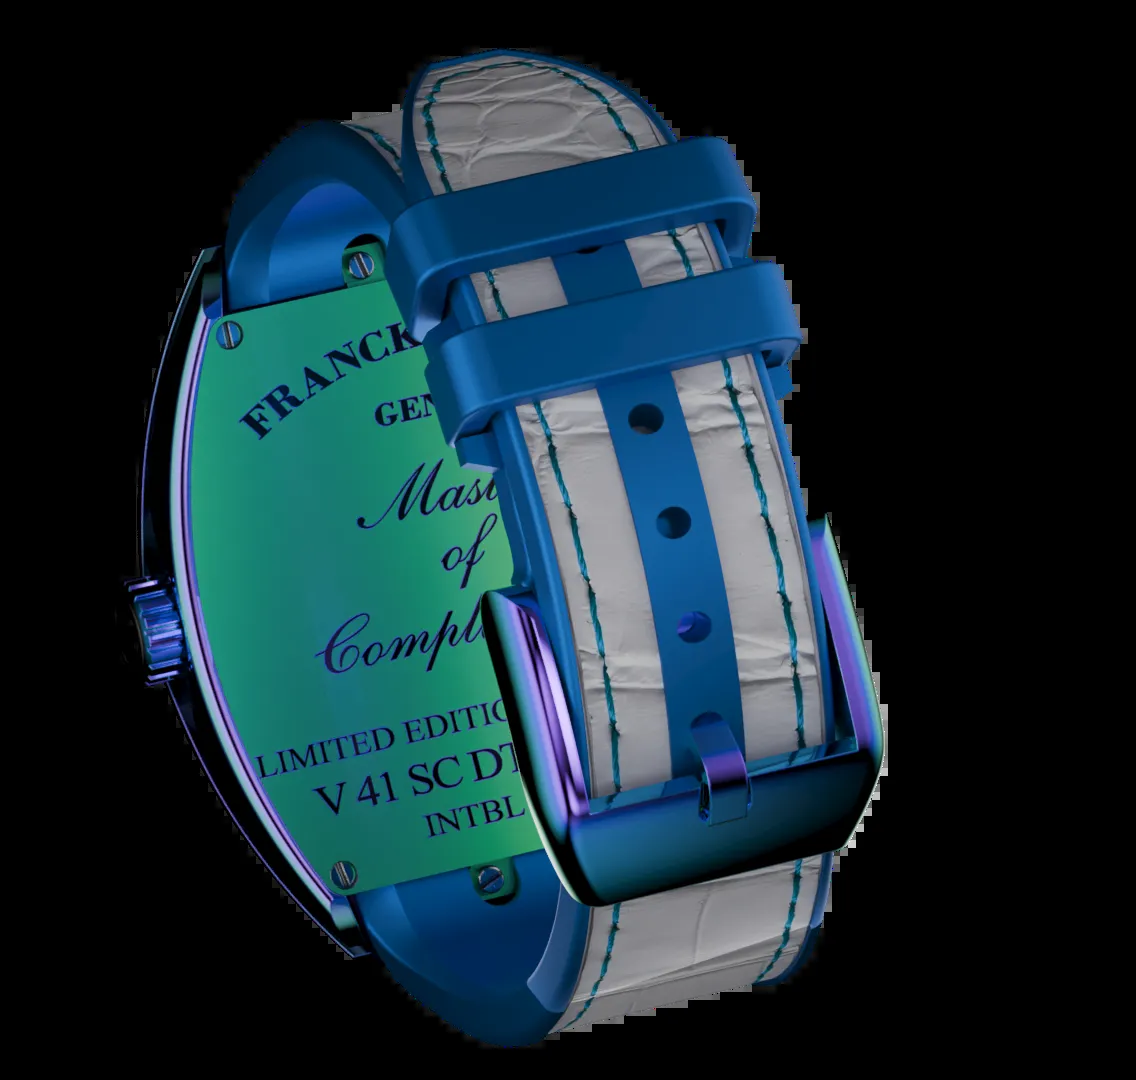 FRANCK
GEN
Mast
of
Compl
LIMITED EDITIO
V 41 SC DT
INTBL